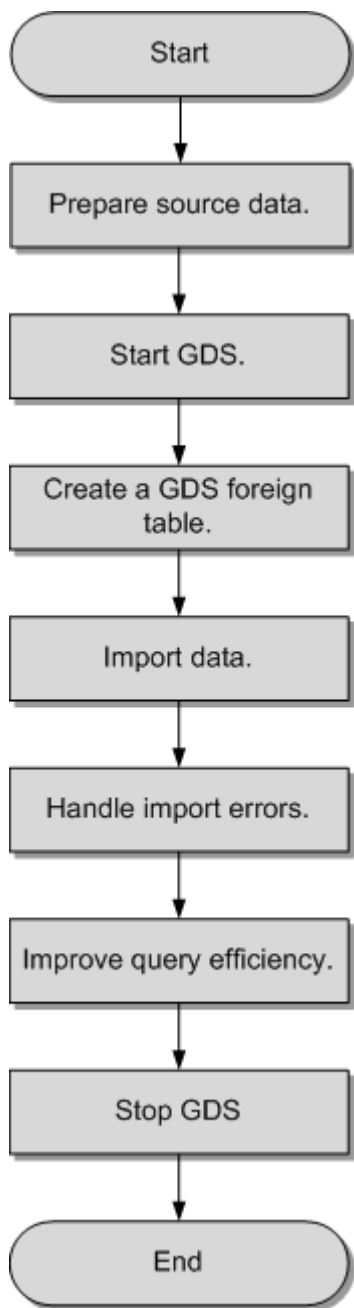 Start
Prepare source data.
Start GDS.
Create a GDS foreign
table.
Import data.
Handle import errors.
Improve query efficiency.
Stop GDS
End